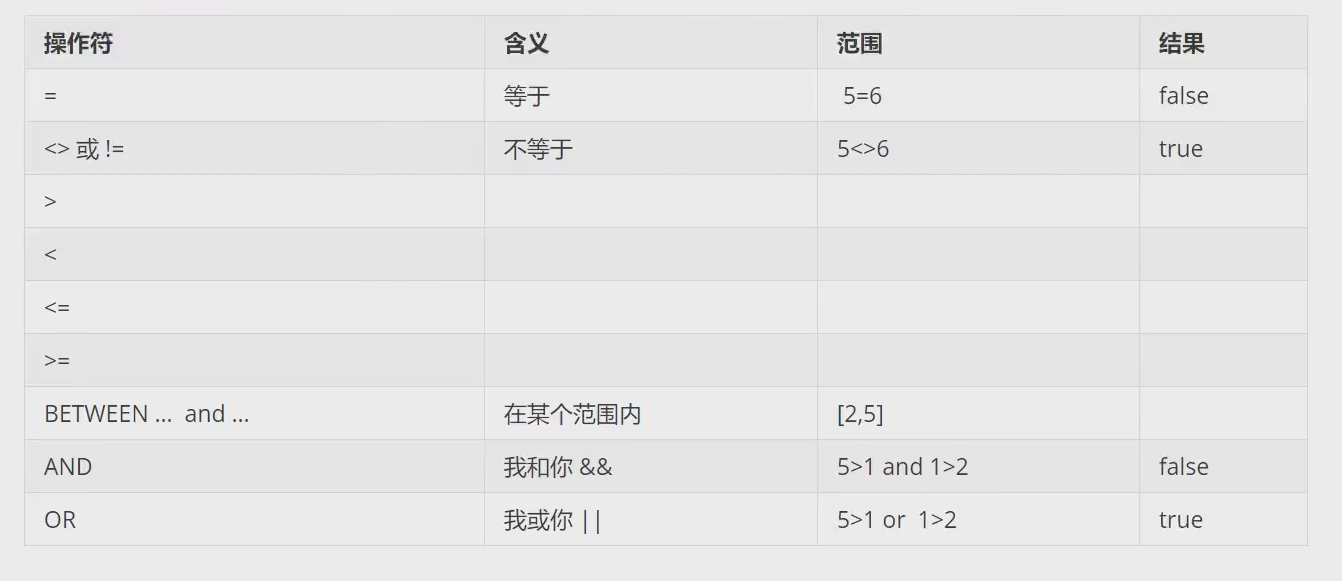 操作符 含义 范围 结果
= 等于 5=6 false
<> 或 != 不等于 5<>6 true
>
<
<=
>=
BETWEEN ... and ... 在某个范围内 [2,5]
AND 我和你 && 5>1 and 1>2 false
OR 我或你 || 5>1 or 1>2 true